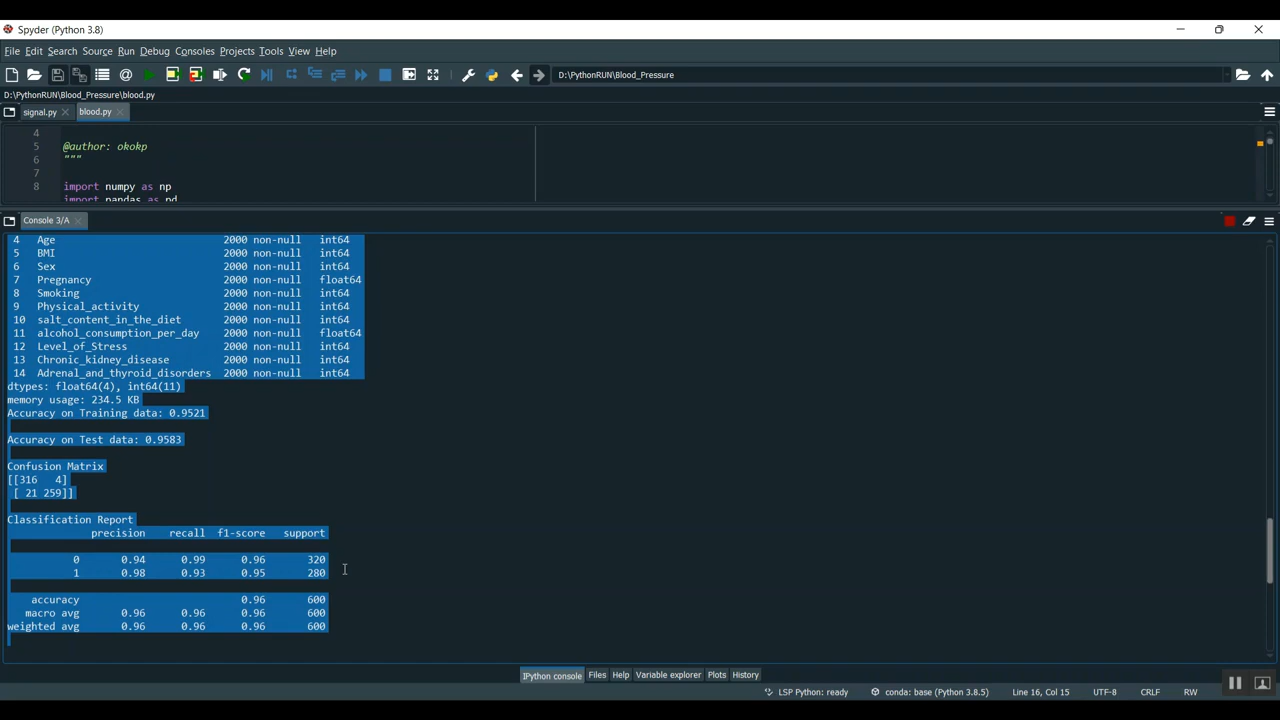 Spyder (Python 3.8)
File Edit Search Source Run Debug Consoles Projects Tools View Help
D:\PythonRUN\Blood_Pressure
D:\PythonRUN\Blood_Pressure\blood.py
signal.py blood.py
4
5 @author: okokp
6 """
7
8 import numpy as np
import pandas as pd
Console 3/A
4 Age 2000 non-null int64
5 BMI 2000 non-null int64
6 Sex 2000 non-null int64
7 Pregnancy 2000 non-null float64
8 Smoking 2000 non-null int64
9 Physical_activity 2000 non-null int64
10 salt_content_in_the_diet 2000 non-null int64
11 alcohol_consumption_per_day 2000 non-null float64
12 Level_of_Stress 2000 non-null int64
13 Chronic_kidney_disease 2000 non-null int64
14 Adrenal_and_thyroid_disorders 2000 non-null int64
dtypes: float64(4), int64(11)
memory usage: 234.5 KB
Accuracy on Training data: 0.9521
Accuracy on Test data: 0.9583
Confusion Matrix
[[316 4]
[ 21 259]]
Classification Report
precision recall f1-score support
0 0.94 0.99 0.96 320
1 0.98 0.93 0.95 280
accuracy 0.96 600
macro avg 0.96 0.96 0.96 600
weighted avg 0.96 0.96 0.96 600
IPython console Files Help Variable explorer Plots History
LSP Python: ready conda: base (Python 3.8.5) Line 16, Col 15 UTF-8 CRLF RW